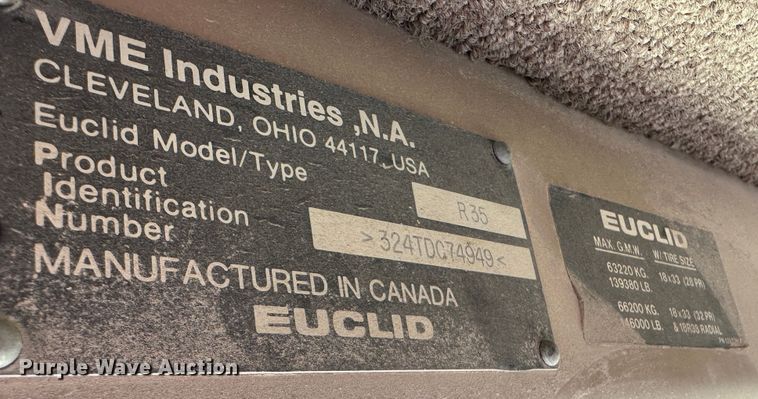 VME Industries ,N.A.
CLEVELAND, OHIO 44117, USA
Euclid Model/Type
R35
Product
Identification
Number
>324TDC74949<
MANUFACTURED IN CANADA
EUCLID
EUCLID
MAX. G.M.W. W/ TIRE SIZE
63220 KG. 18x33 (28 PR)
139380 LB.
66200 KG. 18x33 (32 PR)
146000 LB. & 18R33 RADIAL
Purple Wave Auction